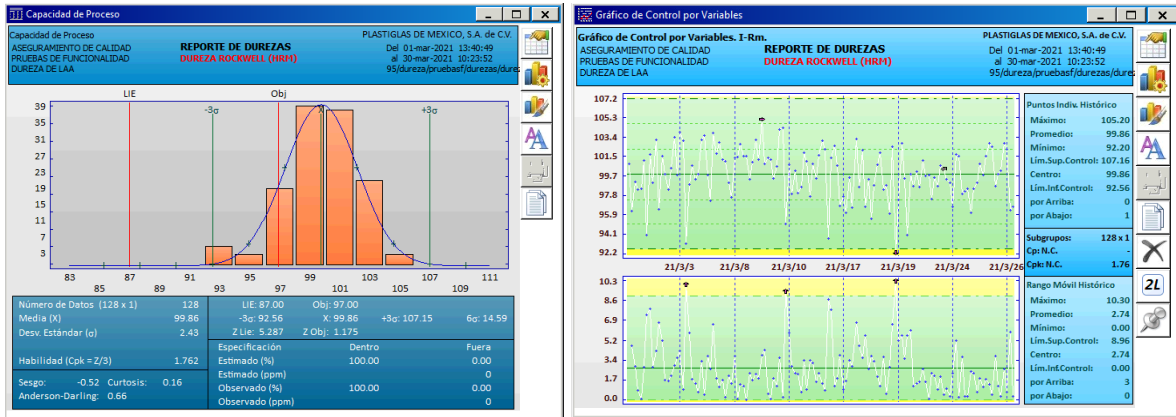 Capacidad de Proceso
Capacidad de Proceso PLASTIGLAS DE MEXICO, S.A. de C.V.
ASEGURAMIENTO DE CALIDAD REPORTE DE DUREZAS Del 01-mar-2021 13:40:49
PRUEBAS DE FUNCIONALIDAD DUREZA ROCKWELL (HRM) al 30-mar-2021 10:23:52
DUREZA DE LAA 95/dureza/pruebasf/durezas/dure
LIE Obj
-3σ X +3σ
39
35
31
27
23
19
15
11
7
3
83 87 91 95 99 103 107 111
85 89 93 97 101 105 109
Número de Datos (128 x 1) 128 LIE: 87.00 Obj: 97.00
Media (X) 99.86 -3σ: 92.56 X: 99.86 +3σ: 107.15 6σ: 14.59
Desv. Estándar (σ) 2.43 Z Lie: 5.287 Z Obj: 1.175
Especificación Dentro Fuera
Habilidad (Cpk = Z/3) 1.762 Estimado (%) 100.00 0.00
Estimado (ppm) 0
Sesgo: -0.52 Curtosis: 0.16 Observado (%) 100.00 0.00
Anderson-Darling: 0.66 Observado (ppm) 0
Gráfico de Control por Variables
Gráfico de Control por Variables. I-Rm. PLASTIGLAS DE MEXICO, S.A. de C.V.
ASEGURAMIENTO DE CALIDAD REPORTE DE DUREZAS Del 01-mar-2021 13:40:49
PRUEBAS DE FUNCIONALIDAD DUREZA ROCKWELL (HRM) al 30-mar-2021 10:23:52
DUREZA DE LAA 95/dureza/pruebasf/durezas/dure
107.2
105.3
103.4
101.5
99.7
97.8
95.9
94.1
92.2
21/3/3 21/3/8 21/3/10 21/3/17 21/3/19 21/3/24 21/3/26
10.3
8.6
6.9
5.2
3.4
1.7
0.0
Puntos Indiv. Histórico
Máximo: 105.20
Promedio: 99.86
Mínimo: 92.20
Lím.Sup.Control: 107.16
Centro: 99.86
Lím.Inf.Control: 92.56
por Arriba: 0
por Abajo: 1
Subgrupos: 128 x 1
Cp: N.C. -
Cpk: N.C. 1.76
Rango Móvil Histórico
Máximo: 10.30
Promedio: 2.74
Mínimo: 0.00
Lím.Sup.Control: 8.96
Centro: 2.74
Lím.Inf.Control: 0.00
por Arriba: 3
por Abajo: 0
2L